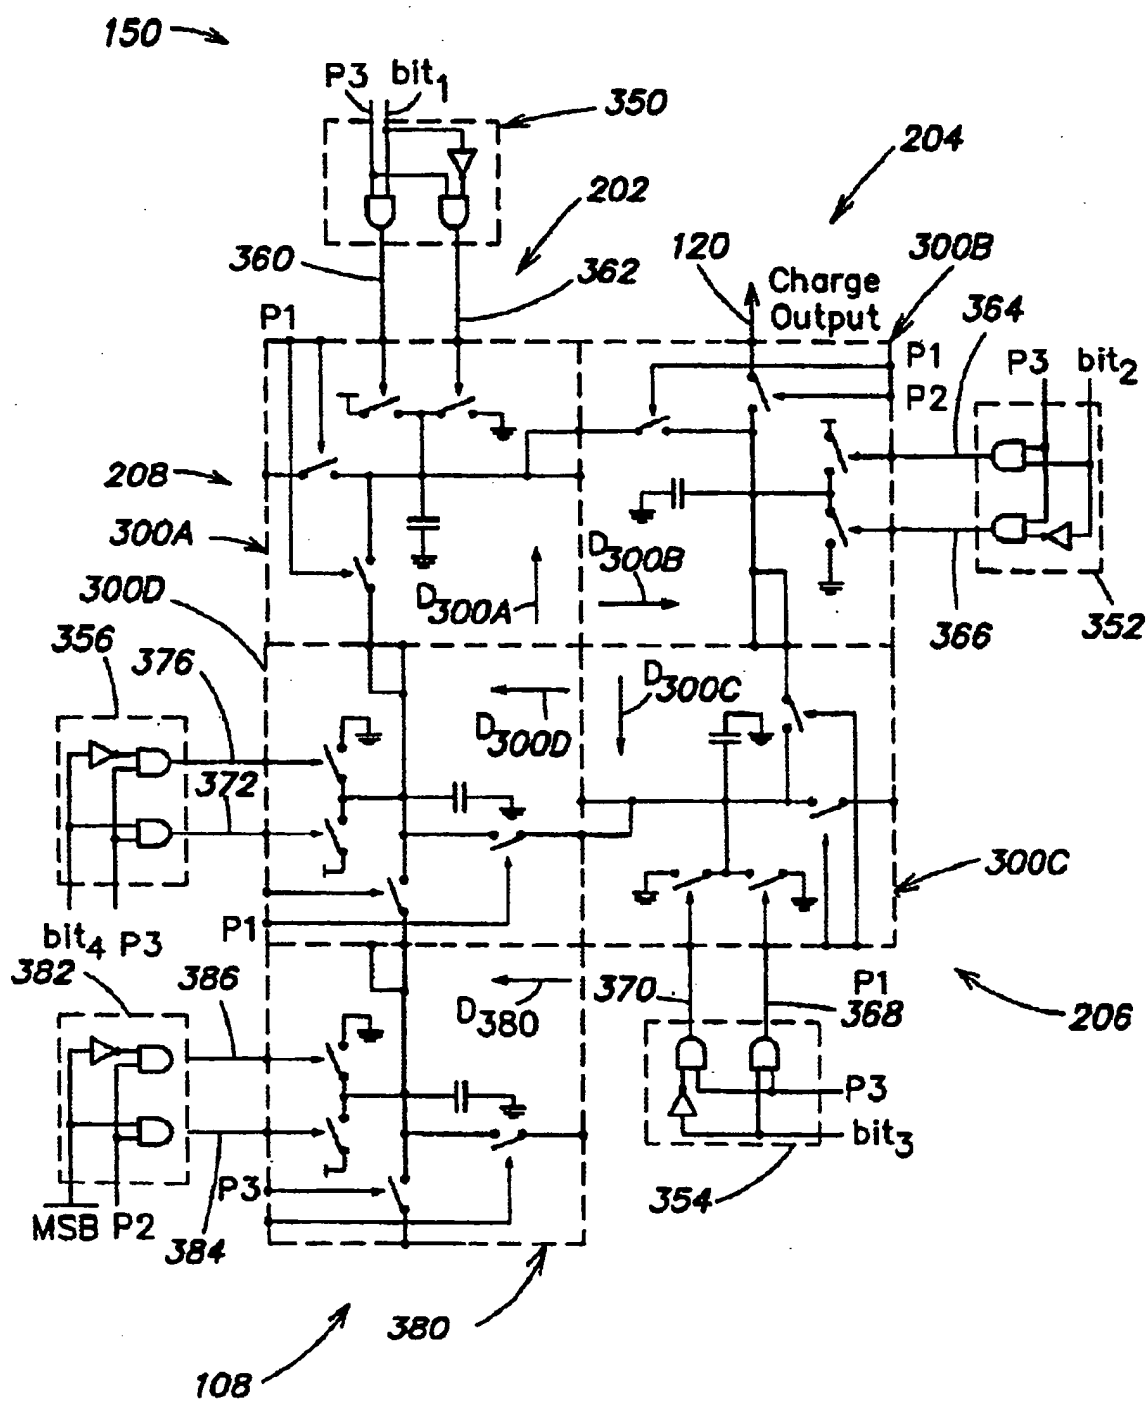 150
P3 bit1
350
204
202
120
300B
360
362
Charge
Output
364
P1
P1
P3 bit2
P2
208
300A
D300B
300D
D300A
366
352
356
376
D300C
D300D
372
300C
P1
bit4 P3
382
386
P1
D380
370
368
206
P3
bit3
P3
354
MSB P2
384
380
108